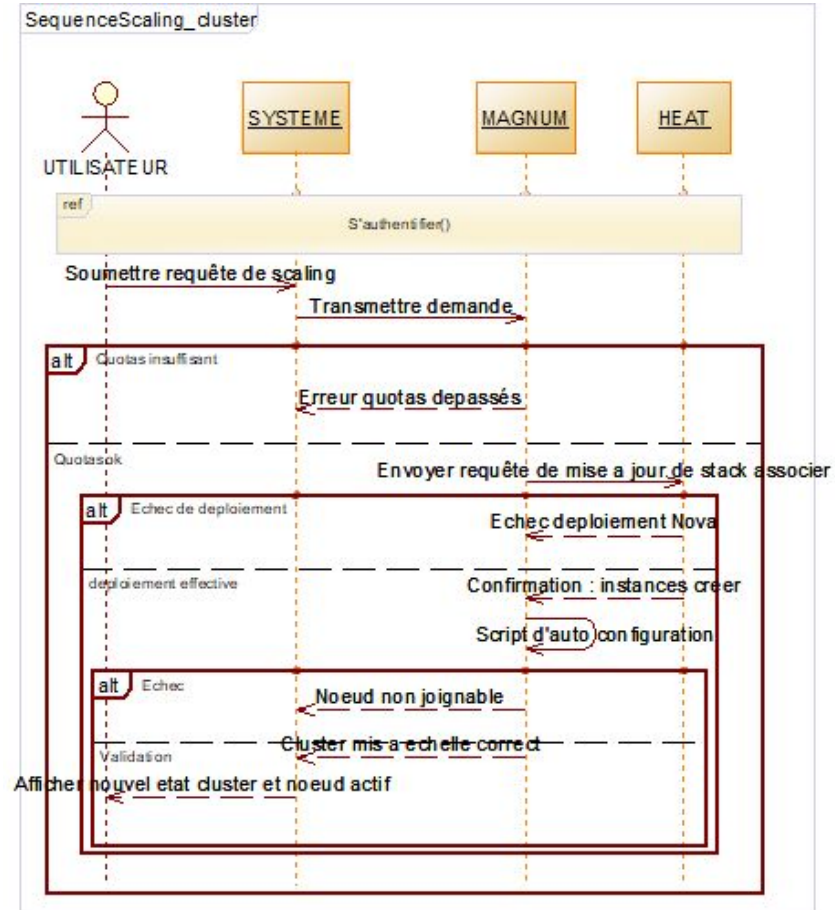 SequenceScaling_cluster
UTILISATEUR
SYSTEME
MAGNUM
HEAT
ref
S'authentifier()
Soumettre requête de scaling
Transmettre demande
alt
Quotas insuffisant
Erreur quotas depassés
Quotas ok
Envoyer requête de mise a jour de stack associer
alt
Echec de deploiement
Echec deploiement Nova
deploiement effective
Confirmation : instances creer
Script d'auto configuration
alt
Echec
Noeud non joignable
Cluster mis a echelle correct
Validation
Afficher nouvel etat cluster et noeud actif